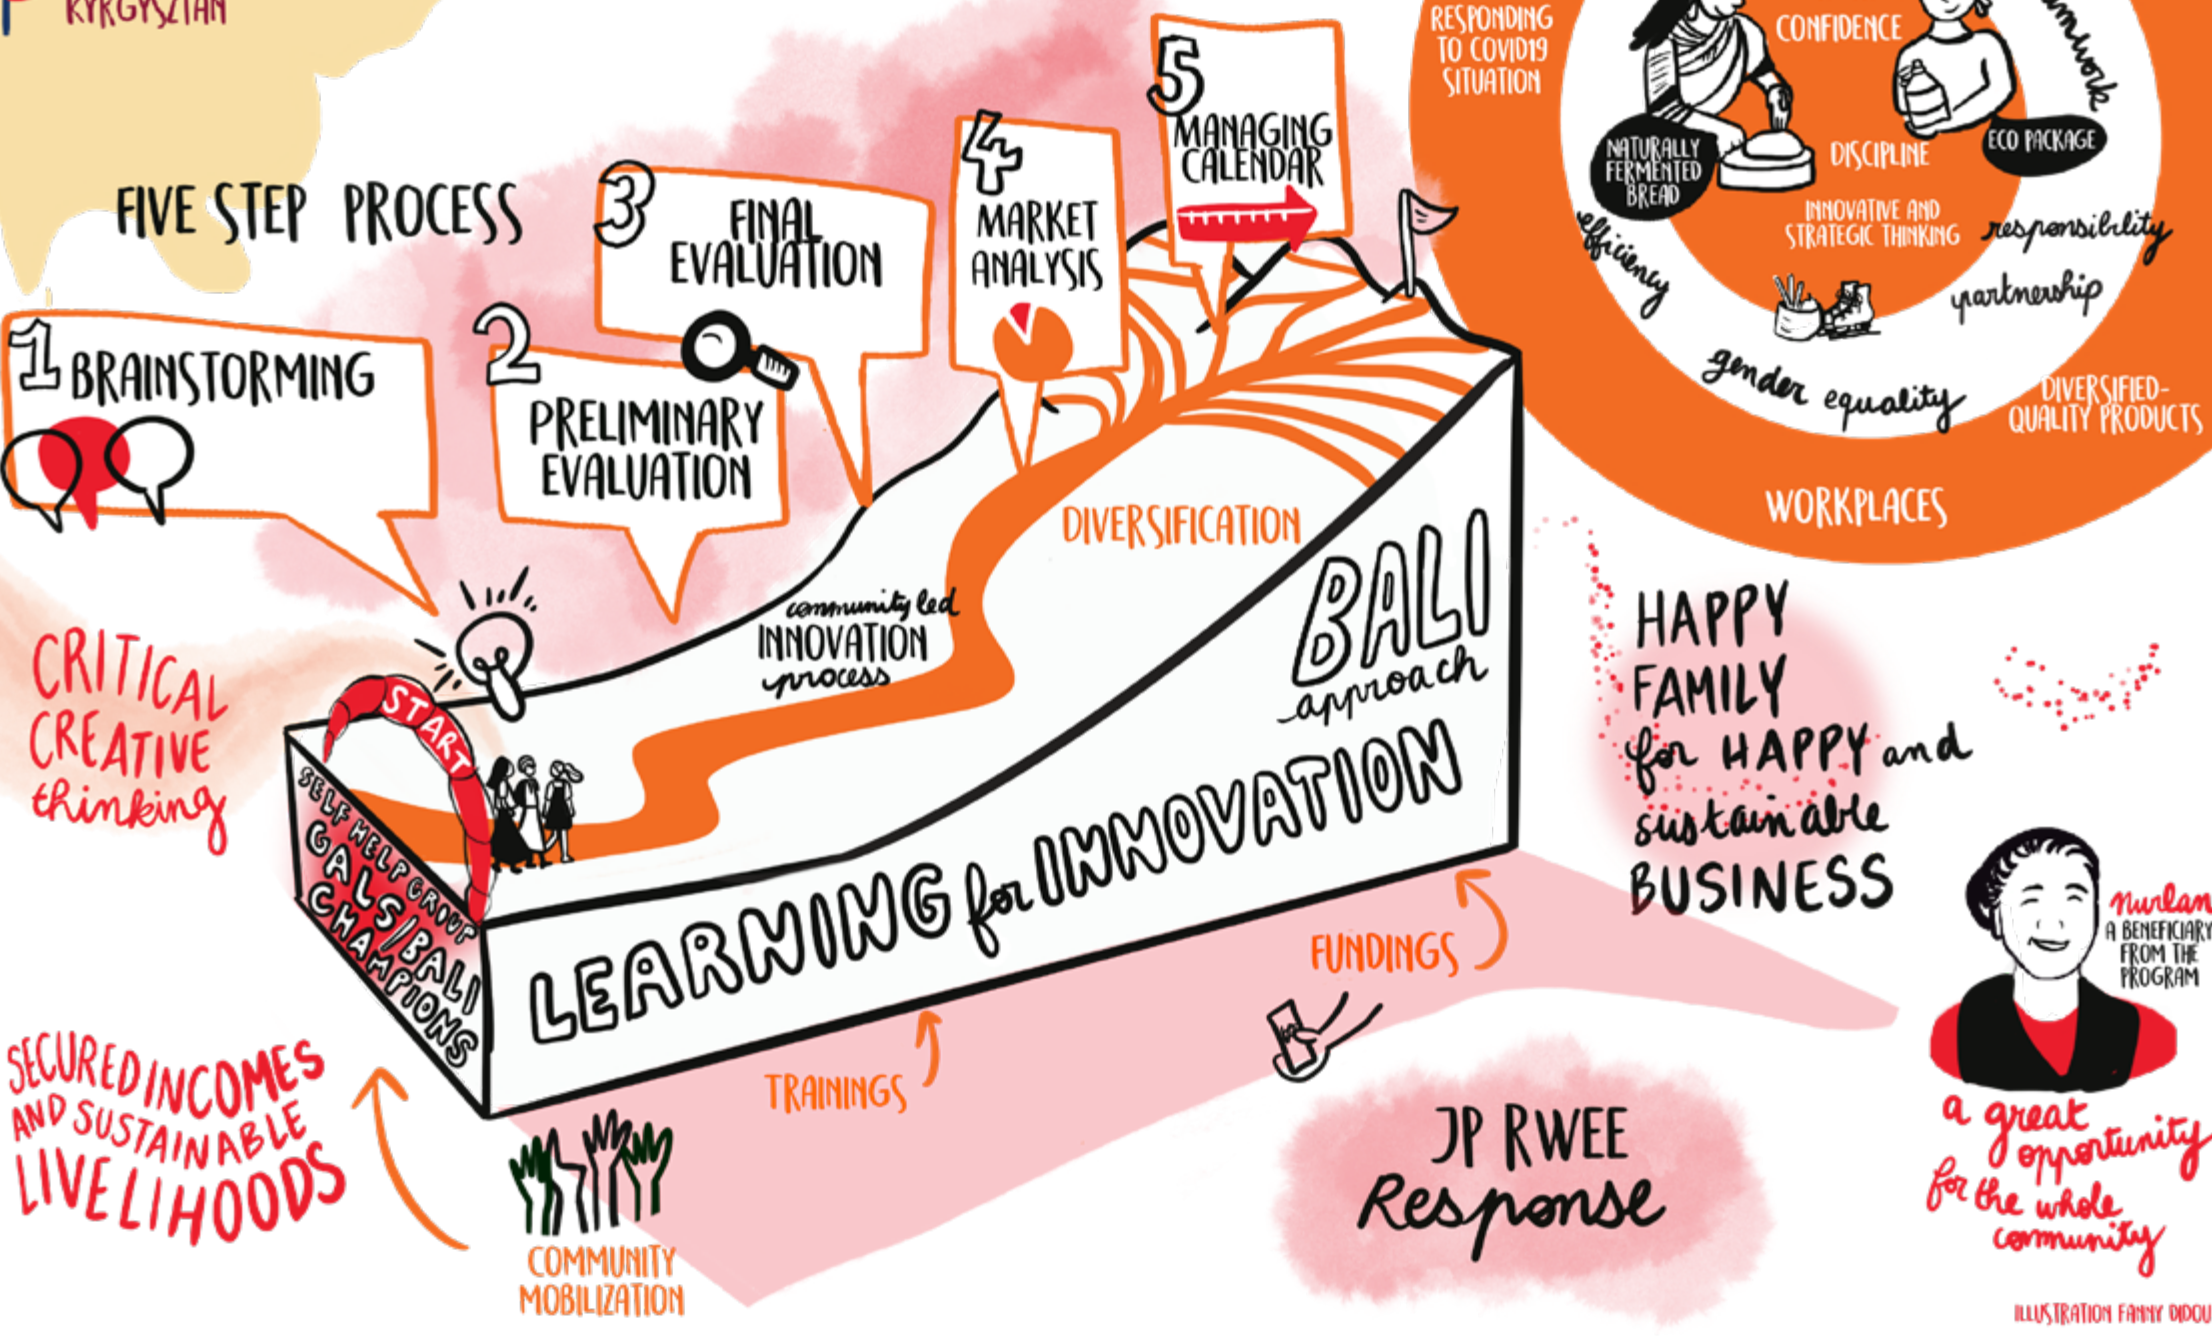 KYRGYSZTAN
FIVE STEP PROCESS
1 BRAINSTORMING
2
PRELIMINARY
EVALUATION
3
FINAL
EVALUATION
4
MARKET
ANALYSIS
5
MANAGING
CALENDAR
RESPONDING
TO COVID19
SITUATION
CONFIDENCE
NATURALLY
FERMENTED
BREAD
DISCIPLINE
ECO PACKAGE
INNOVATIVE AND
STRATEGIC THINKING
efficiency
responsibility
partnership
gender equality
DIVERSIFIED-
QUALITY PRODUCTS
WORKPLACES
DIVERSIFICATION
community led
INNOVATION
process
BALI
approach
LEARNING for INNOVATION
START
SELF HELP GROUP
GALS/BALI
CHAMPIONS
CRITICAL
CREATIVE
thinking
SECURED INCOMES
AND SUSTAINABLE
LIVELIHOODS
COMMUNITY
MOBILIZATION
TRAININGS
FUNDINGS
JP RWEE
Response
HAPPY
FAMILY
for HAPPY and
sustainable
BUSINESS
Nurlan
A BENEFICIARY
FROM THE
PROGRAM
a great
opportunity
for the whole
community
ILLUSTRATION FANNY DIDOU